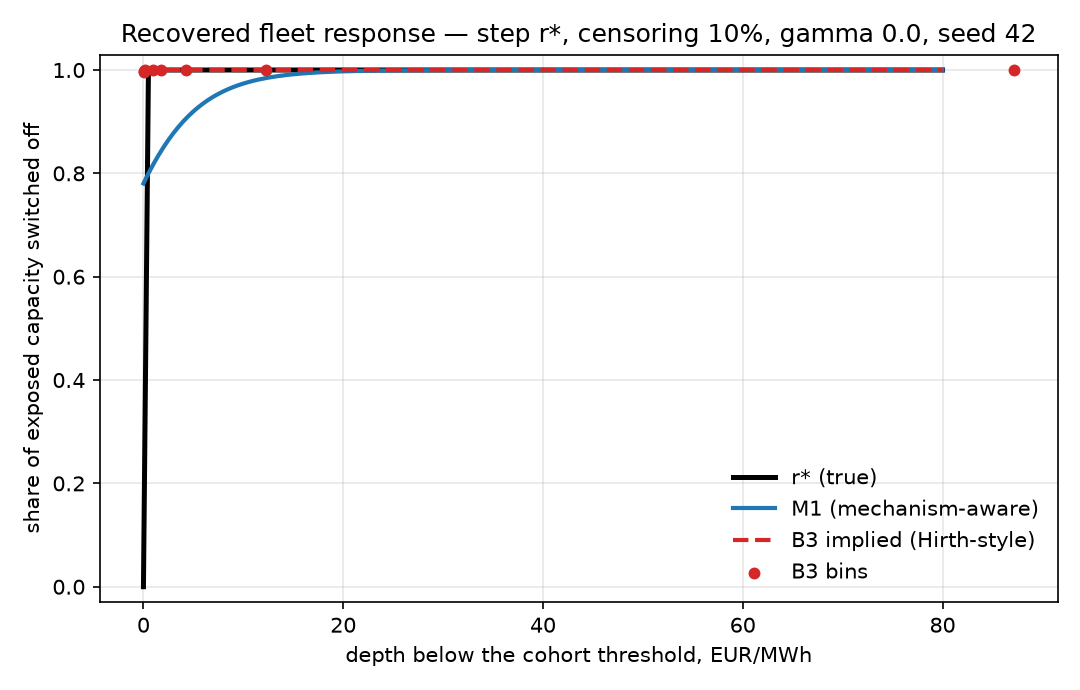 Recovered fleet response — step r*, censoring 10%, gamma 0.0, seed 42
share of exposed capacity switched off
1.0
0.8
0.6
0.4
0.2
0.0
r* (true)
M1 (mechanism-aware)
B3 implied (Hirth-style)
B3 bins
0 20 40 60 80
depth below the cohort threshold, EUR/MWh